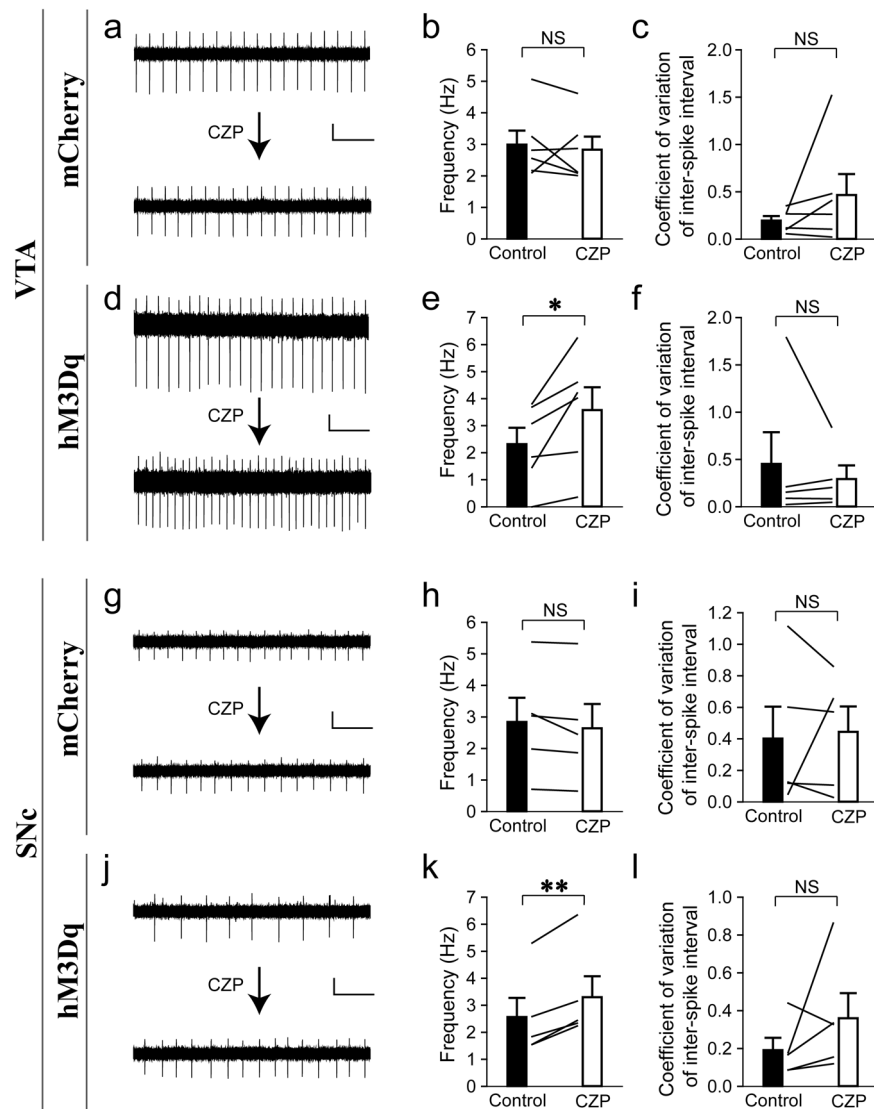 VTA
mCherry
a
CZP
b
Frequency (Hz)
6
5
4
3
2
1
0
NS
Control
CZP
c
Coefficient of variation
of inter-spike interval
2.0
1.5
1.0
0.5
0.0
NS
Control
CZP
hM3Dq
d
CZP
e
Frequency (Hz)
7
6
5
4
3
2
1
0
*
Control
CZP
f
Coefficient of variation
of inter-spike interval
2.0
1.5
1.0
0.5
0.0
NS
Control
CZP
SNc
mCherry
g
CZP
h
Frequency (Hz)
6
5
4
3
2
1
0
NS
Control
CZP
i
Coefficient of variation
of inter-spike interval
1.2
1.0
0.8
0.6
0.4
0.2
0.0
NS
Control
CZP
hM3Dq
j
CZP
k
Frequency (Hz)
7
6
5
4
3
2
1
0
**
Control
CZP
l
Coefficient of variation
of inter-spike interval
1.0
0.8
0.6
0.4
0.2
0.0
NS
Control
CZP